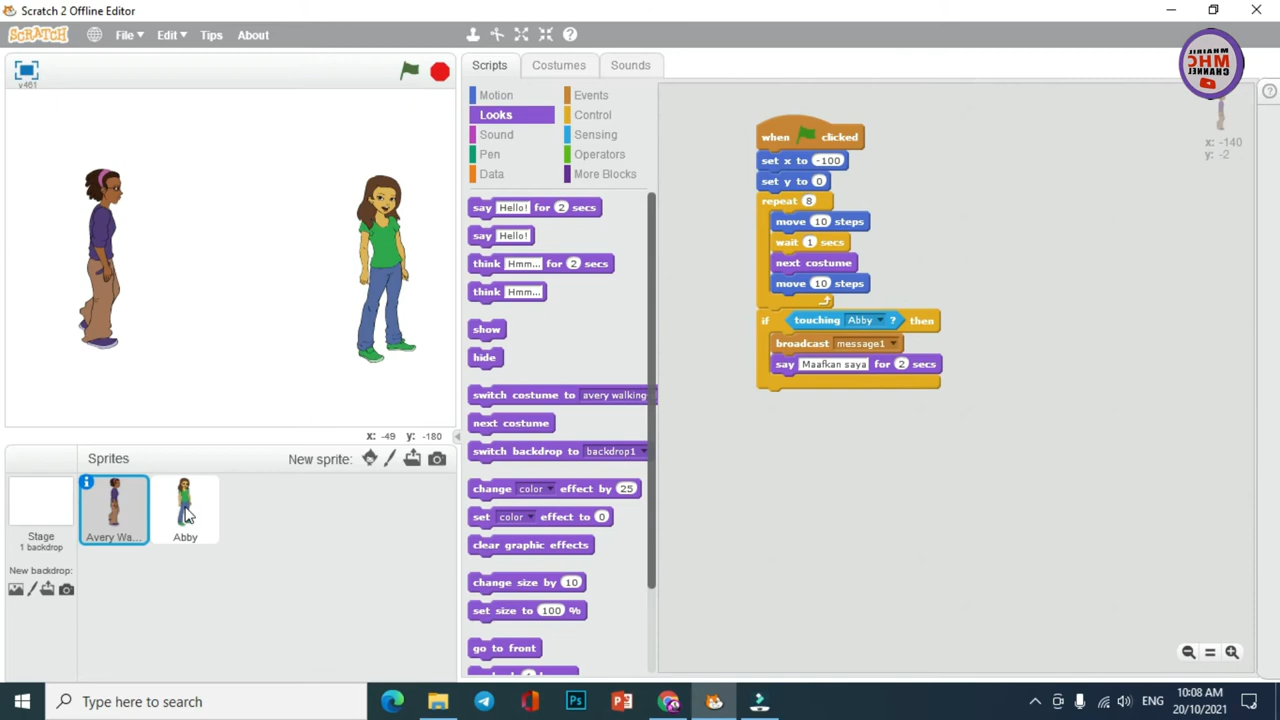 Scratch 2 Offline Editor
SCRATCH File Edit Tips About
v461
Scripts Costumes Sounds
MHC
CHANNEL
Motion Events
Looks Control
Sound Sensing
Pen Operators
Data More Blocks
say Hello! for 2 secs
say Hello!
think Hmm... for 2 secs
think Hmm...
show
hide
switch costume to avery walking
next costume
switch backdrop to backdrop1
change color effect by 25
set color effect to 0
clear graphic effects
change size by 10
set size to 100 %
go to front
when clicked
set x to -100
set y to 0
repeat 8
move 10 steps
wait 1 secs
next costume
move 10 steps
if touching Abby ? then
broadcast message1
say Maafkan saya for 2 secs
x: -140
y: -2
x: -49 y: -180
Sprites New sprite:
Stage
1 backdrop
New backdrop:
Avery Wa...
Abby
Type here to search
ENG
10:08 AM
20/10/2021